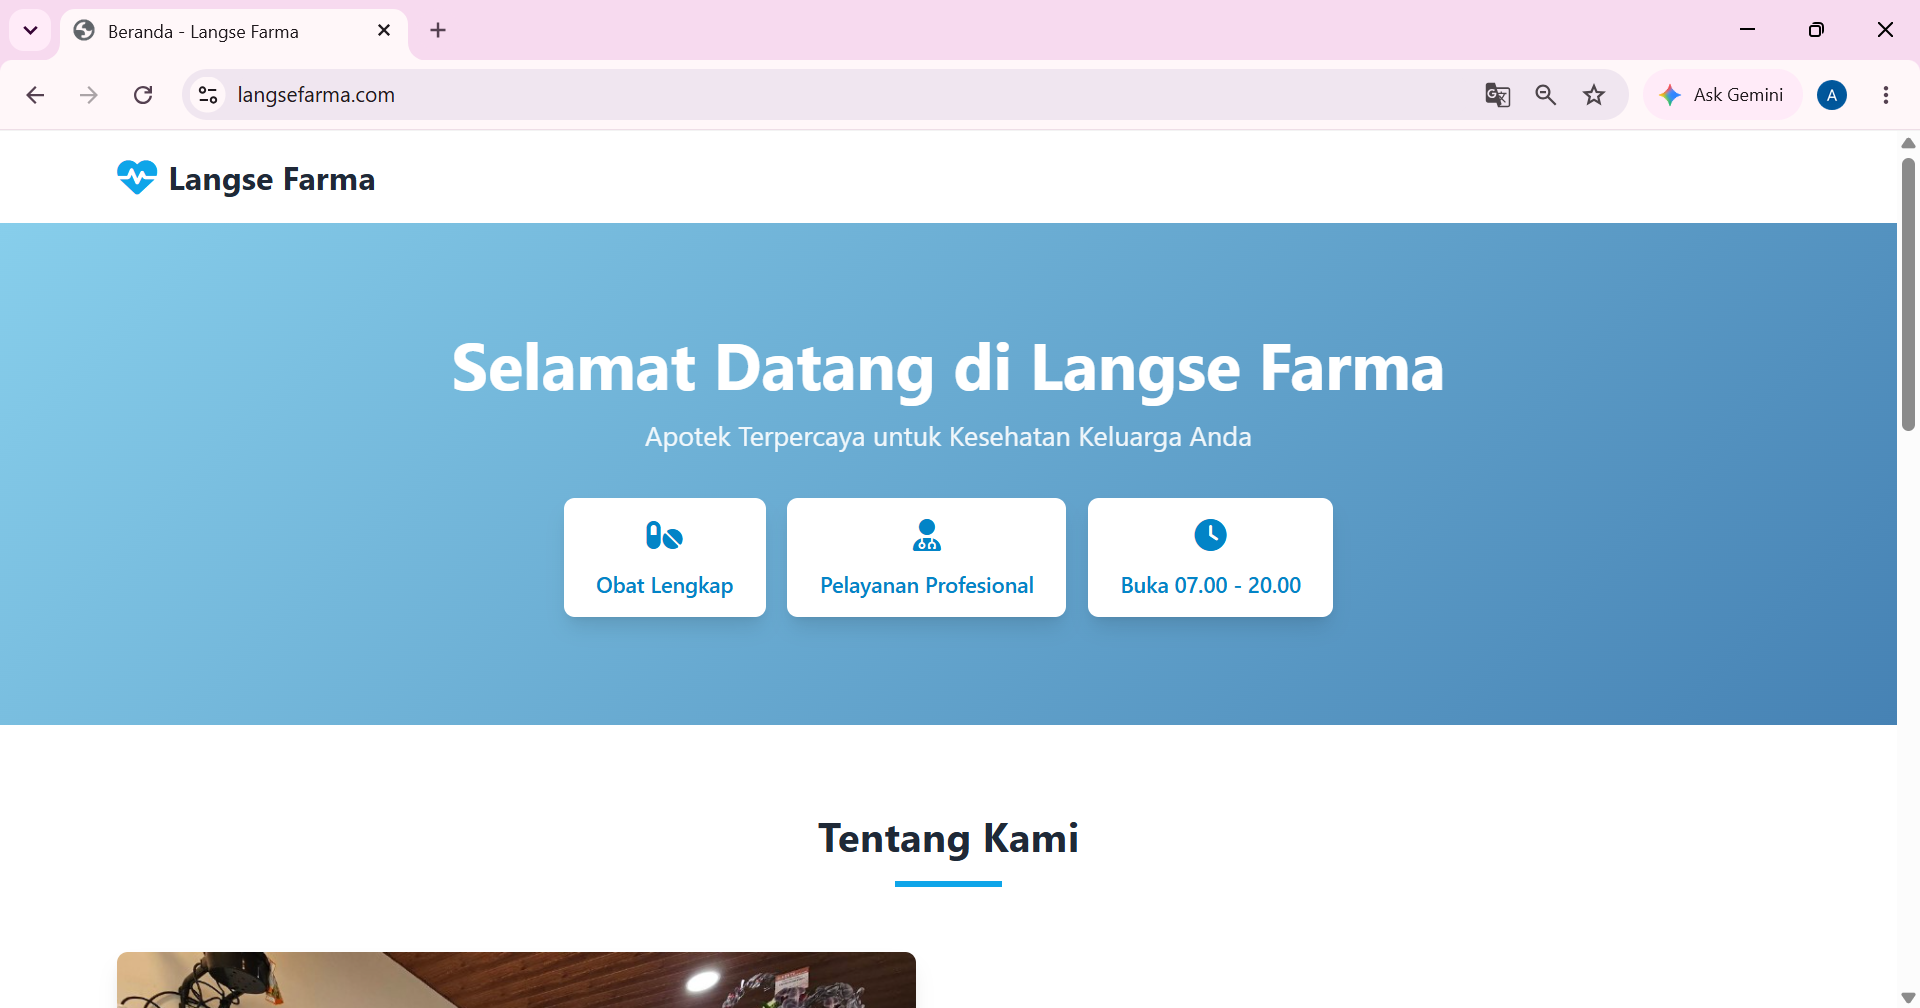 Beranda - Langse Farma
langsefarma.com
Ask Gemini
A
Langse Farma
Selamat Datang di Langse Farma
Apotek Terpercaya untuk Kesehatan Keluarga Anda
Obat Lengkap
Pelayanan Profesional
Buka 07.00 - 20.00
Tentang Kami